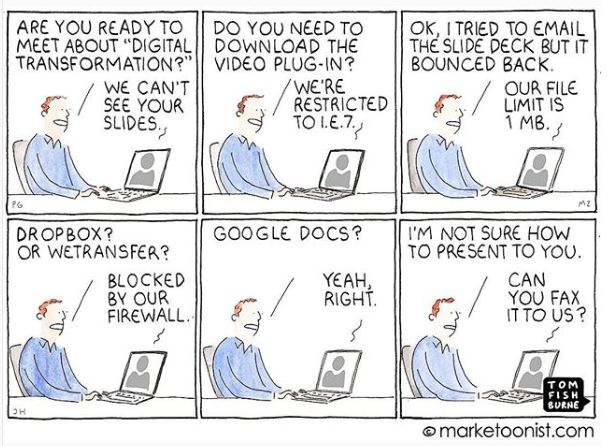 ARE YOU READY TO
MEET ABOUT "DIGITAL
TRANSFORMATION?"
WE CAN'T
SEE YOUR
SLIDES.
PG
DO YOU NEED TO
DOWNLOAD THE
VIDEO PLUG-IN?
WE'RE
RESTRICTED
TO I.E.7.
OK, I TRIED TO EMAIL
THE SLIDE DECK BUT IT
BOUNCED BACK.
OUR FILE
LIMIT IS
1 MB.
MZ
DROPBOX?
OR WETRANSFER?
BLOCKED
BY OUR
FIREWALL.
JH
GOOGLE DOCS?
YEAH,
RIGHT.
I'M NOT SURE HOW
TO PRESENT TO YOU.
CAN
YOU FAX
IT TO US?
TOM
FISH
BURNE
© marketoonist.com